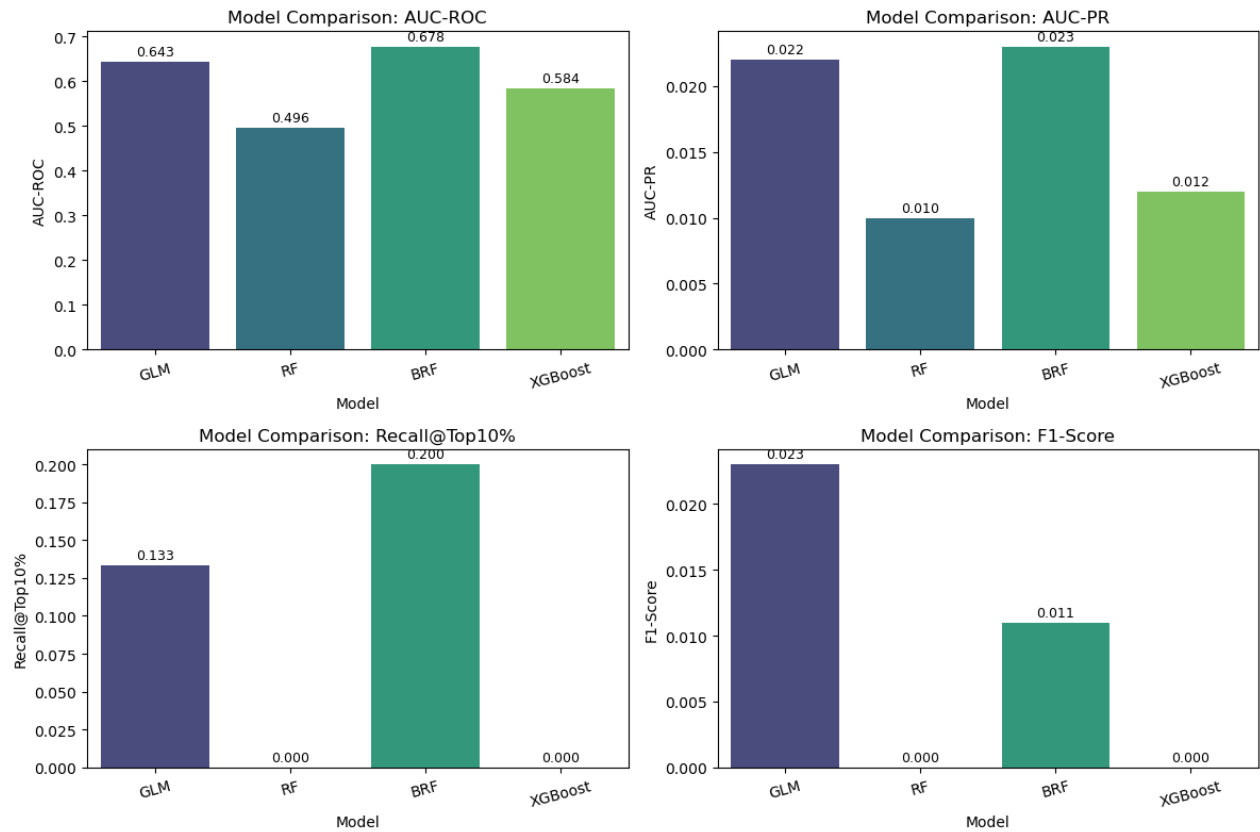 Model Comparison: AUC-ROC
AUC-ROC
0.7
0.6
0.5
0.4
0.3
0.2
0.1
0.0
0.643
0.496
0.678
0.584
GLM
RF
BRF
XGBoost
Model
Model Comparison: AUC-PR
AUC-PR
0.020
0.015
0.010
0.005
0.000
0.022
0.010
0.023
0.012
GLM
RF
BRF
XGBoost
Model
Model Comparison: Recall@Top10%
Recall@Top10%
0.200
0.175
0.150
0.125
0.100
0.075
0.050
0.025
0.000
0.133
0.000
0.200
0.000
GLM
RF
BRF
XGBoost
Model
Model Comparison: F1-Score
F1-Score
0.020
0.015
0.010
0.005
0.000
0.023
0.000
0.011
0.000
GLM
RF
BRF
XGBoost
Model